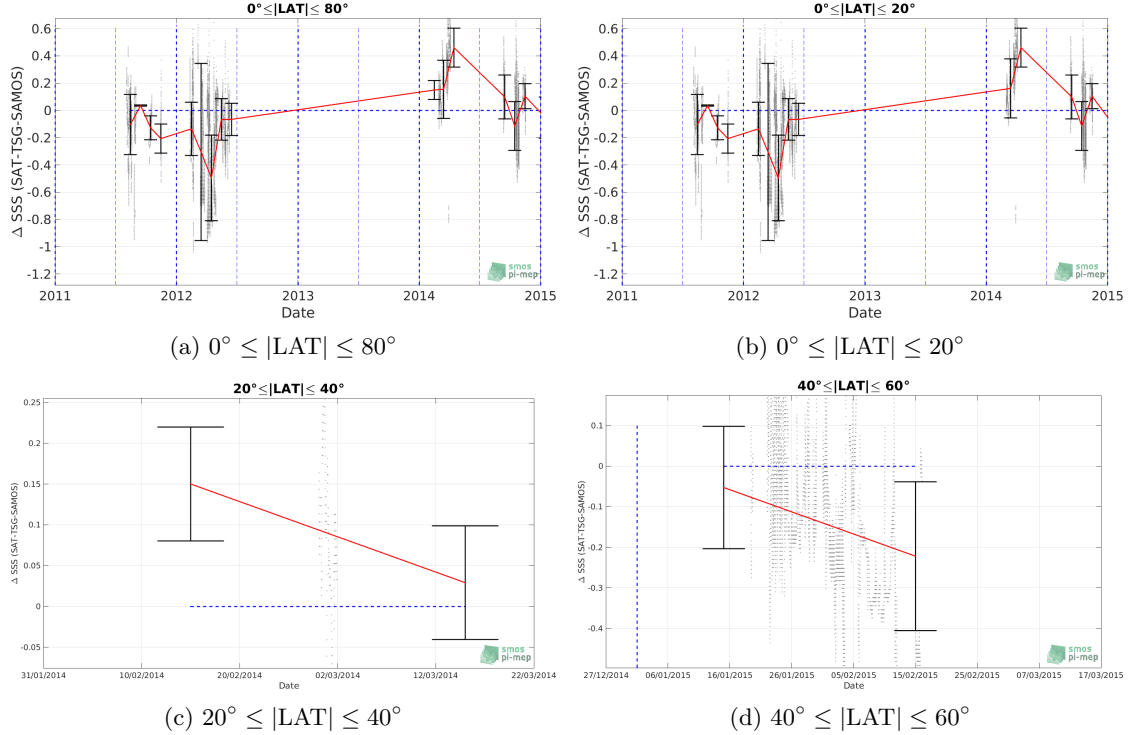 0°≤|LAT|≤ 80°
Δ SSS (SAT-TSG-SAMOS)
0.6
0.4
0.2
0
-0.2
-0.4
-0.6
-0.8
-1
-1.2
2011
2012
2013
2014
2015
Date
smos
pi-mep
(a) 0° ≤ |LAT| ≤ 80°
0°≤|LAT|≤ 20°
Δ SSS (SAT-TSG-SAMOS)
0.6
0.4
0.2
0
-0.2
-0.4
-0.6
-0.8
-1
-1.2
2011
2012
2013
2014
2015
Date
smos
pi-mep
(b) 0° ≤ |LAT| ≤ 20°
20°≤|LAT|≤ 40°
Δ SSS (SAT-TSG-SAMOS)
0.25
0.2
0.15
0.1
0.05
0
-0.05
31/01/2014
10/02/2014
20/02/2014
02/03/2014
12/03/2014
22/03/2014
Date
smos
pi-mep
(c) 20° ≤ |LAT| ≤ 40°
40°≤|LAT|≤ 60°
Δ SSS (SAT-TSG-SAMOS)
0.1
0
-0.1
-0.2
-0.3
-0.4
27/12/2014
06/01/2015
16/01/2015
26/01/2015
05/02/2015
15/02/2015
25/02/2015
07/03/2015
17/03/2015
Date
smos
pi-mep
(d) 40° ≤ |LAT| ≤ 60°